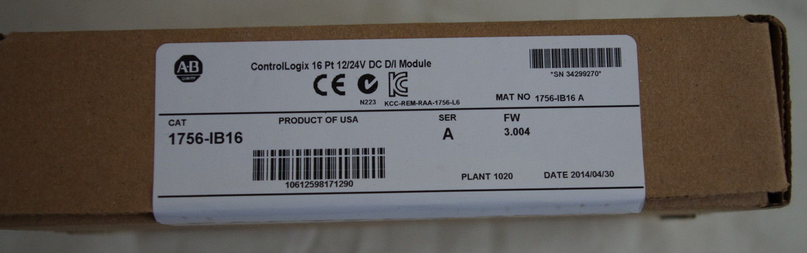 A-B
ControlLogix 16 Pt 12/24V DC D/I Module
*SN 34299270*
CE
N223 KCC-REM-RAA-1756-L6
MAT NO 1756-IB16 A
CAT
1756-IB16
PRODUCT OF USA
SER
A
FW
3.004
10612598171290
PLANT 1020
DATE 2014/04/30